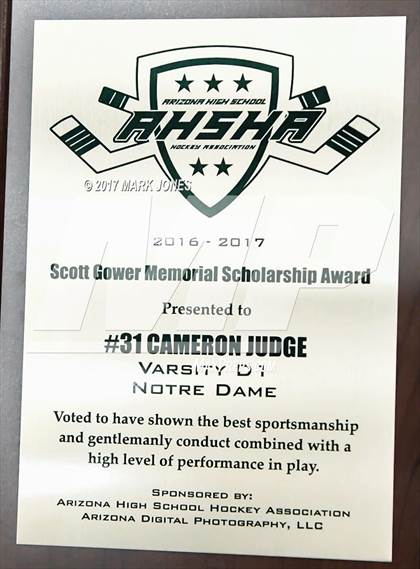 ARIZONA HIGH SCHOOL
AHSHA
HOCKEY ASSOCIATION
© 2017 MARK JONES
2016 - 2017
Scott Gower Memorial Scholarship Award
Presented to
#31 CAMERON JUDGE
VARSITY D1
NOTRE DAME
Voted to have shown the best sportsmanship
and gentlemanly conduct combined with a
high level of performance in play.
SPONSORED BY:
ARIZONA HIGH SCHOOL HOCKEY ASSOCIATION
ARIZONA DIGITAL PHOTOGRAPHY, LLC